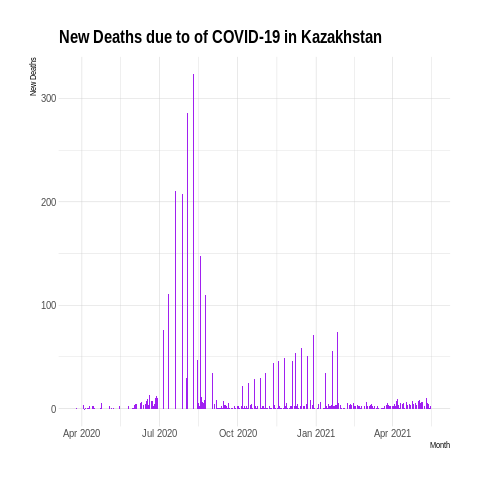 New Deaths due to of COVID-19 in Kazakhstan
New Deaths
300
200
100
0
Apr 2020 Jul 2020 Oct 2020 Jan 2021 Apr 2021
Month